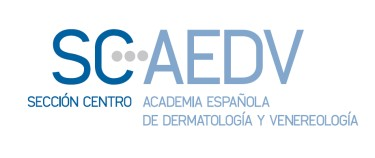 SC AEDV
SECCIÓN CENTRO ACADEMIA ESPAÑOLA
DE DERMATOLOGÍA Y VENEREOLOGÍA